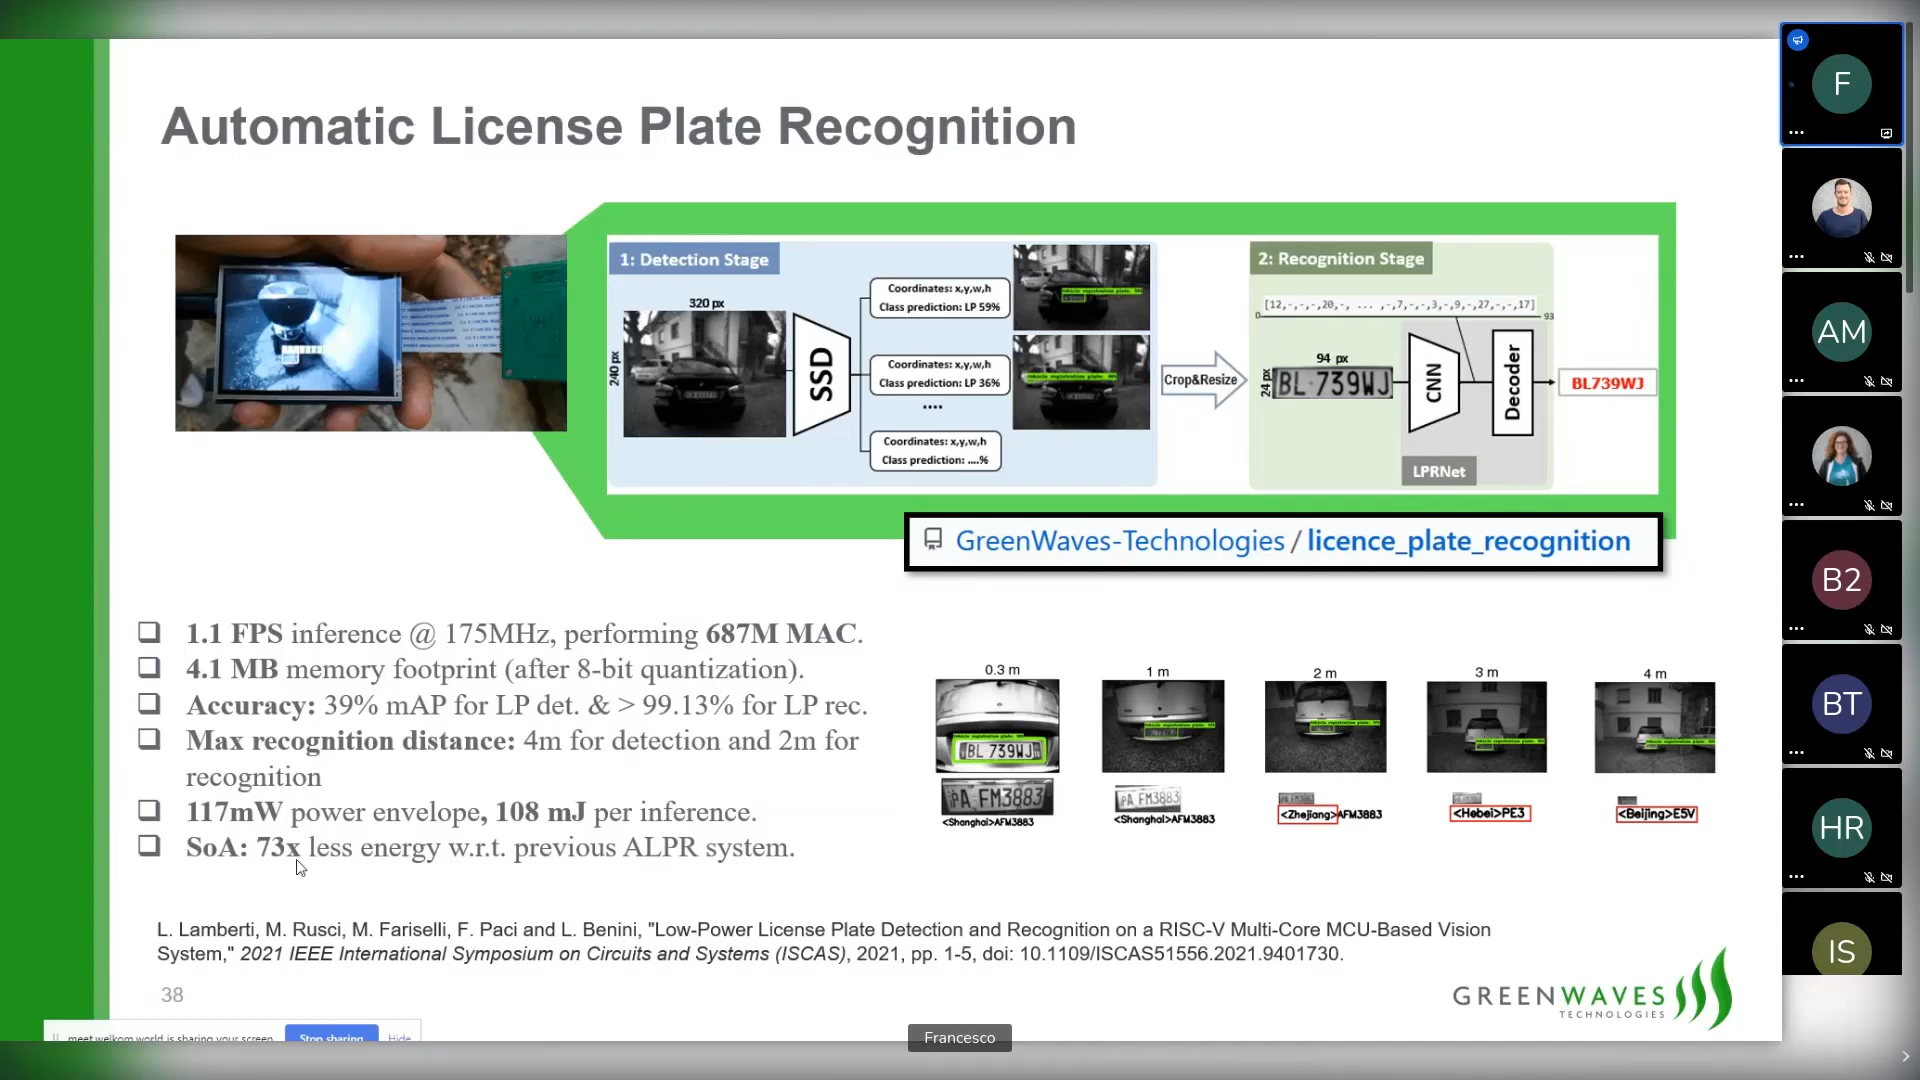 Automatic License Plate Recognition
1: Detection Stage
320 px
240 px
SSD
Coordinates: x,y,w,h
Class prediction: LP 59%
Coordinates: x,y,w,h
Class prediction: LP 36%
....
Coordinates: x,y,w,h
Class prediction: ....%
Crop&Resize
2: Recognition Stage
[12,-,-,-,20,-, ... ,-,7,-,-,3,-,9,-,27,-,-,17]
0
93
94 px
24 px
BL 739WJ
CNN
Decoder
LPRNet
BL739WJ
GreenWaves-Technologies / licence_plate_recognition
❑ 1.1 FPS inference @ 175MHz, performing 687M MAC.
❑ 4.1 MB memory footprint (after 8-bit quantization).
❑ Accuracy: 39% mAP for LP det. & > 99.13% for LP rec.
❑ Max recognition distance: 4m for detection and 2m for
recognition
❑ 117mW power envelope, 108 mJ per inference.
❑ SoA: 73x less energy w.r.t. previous ALPR system.
0.3 m
1 m
2 m
3 m
4 m
BL 739WJ
A FM3883
A FM3883
<Shanghai>AFM3883
<Shanghai>AFM3883
<Zhejiang>AFM3883
<Hebei>PE3
<Beijing>E5V
L. Lamberti, M. Rusci, M. Fariselli, F. Paci and L. Benini, "Low-Power License Plate Detection and Recognition on a RISC-V Multi-Core MCU-Based Vision
System," 2021 IEEE International Symposium on Circuits and Systems (ISCAS), 2021, pp. 1-5, doi: 10.1109/ISCAS51556.2021.9401730.
38
GREENWAVES
TECHNOLOGIES
meet.welkom.world is sharing your screen.
Stop sharing
Hide
Francesco
F
AM
B2
BT
HR
IS